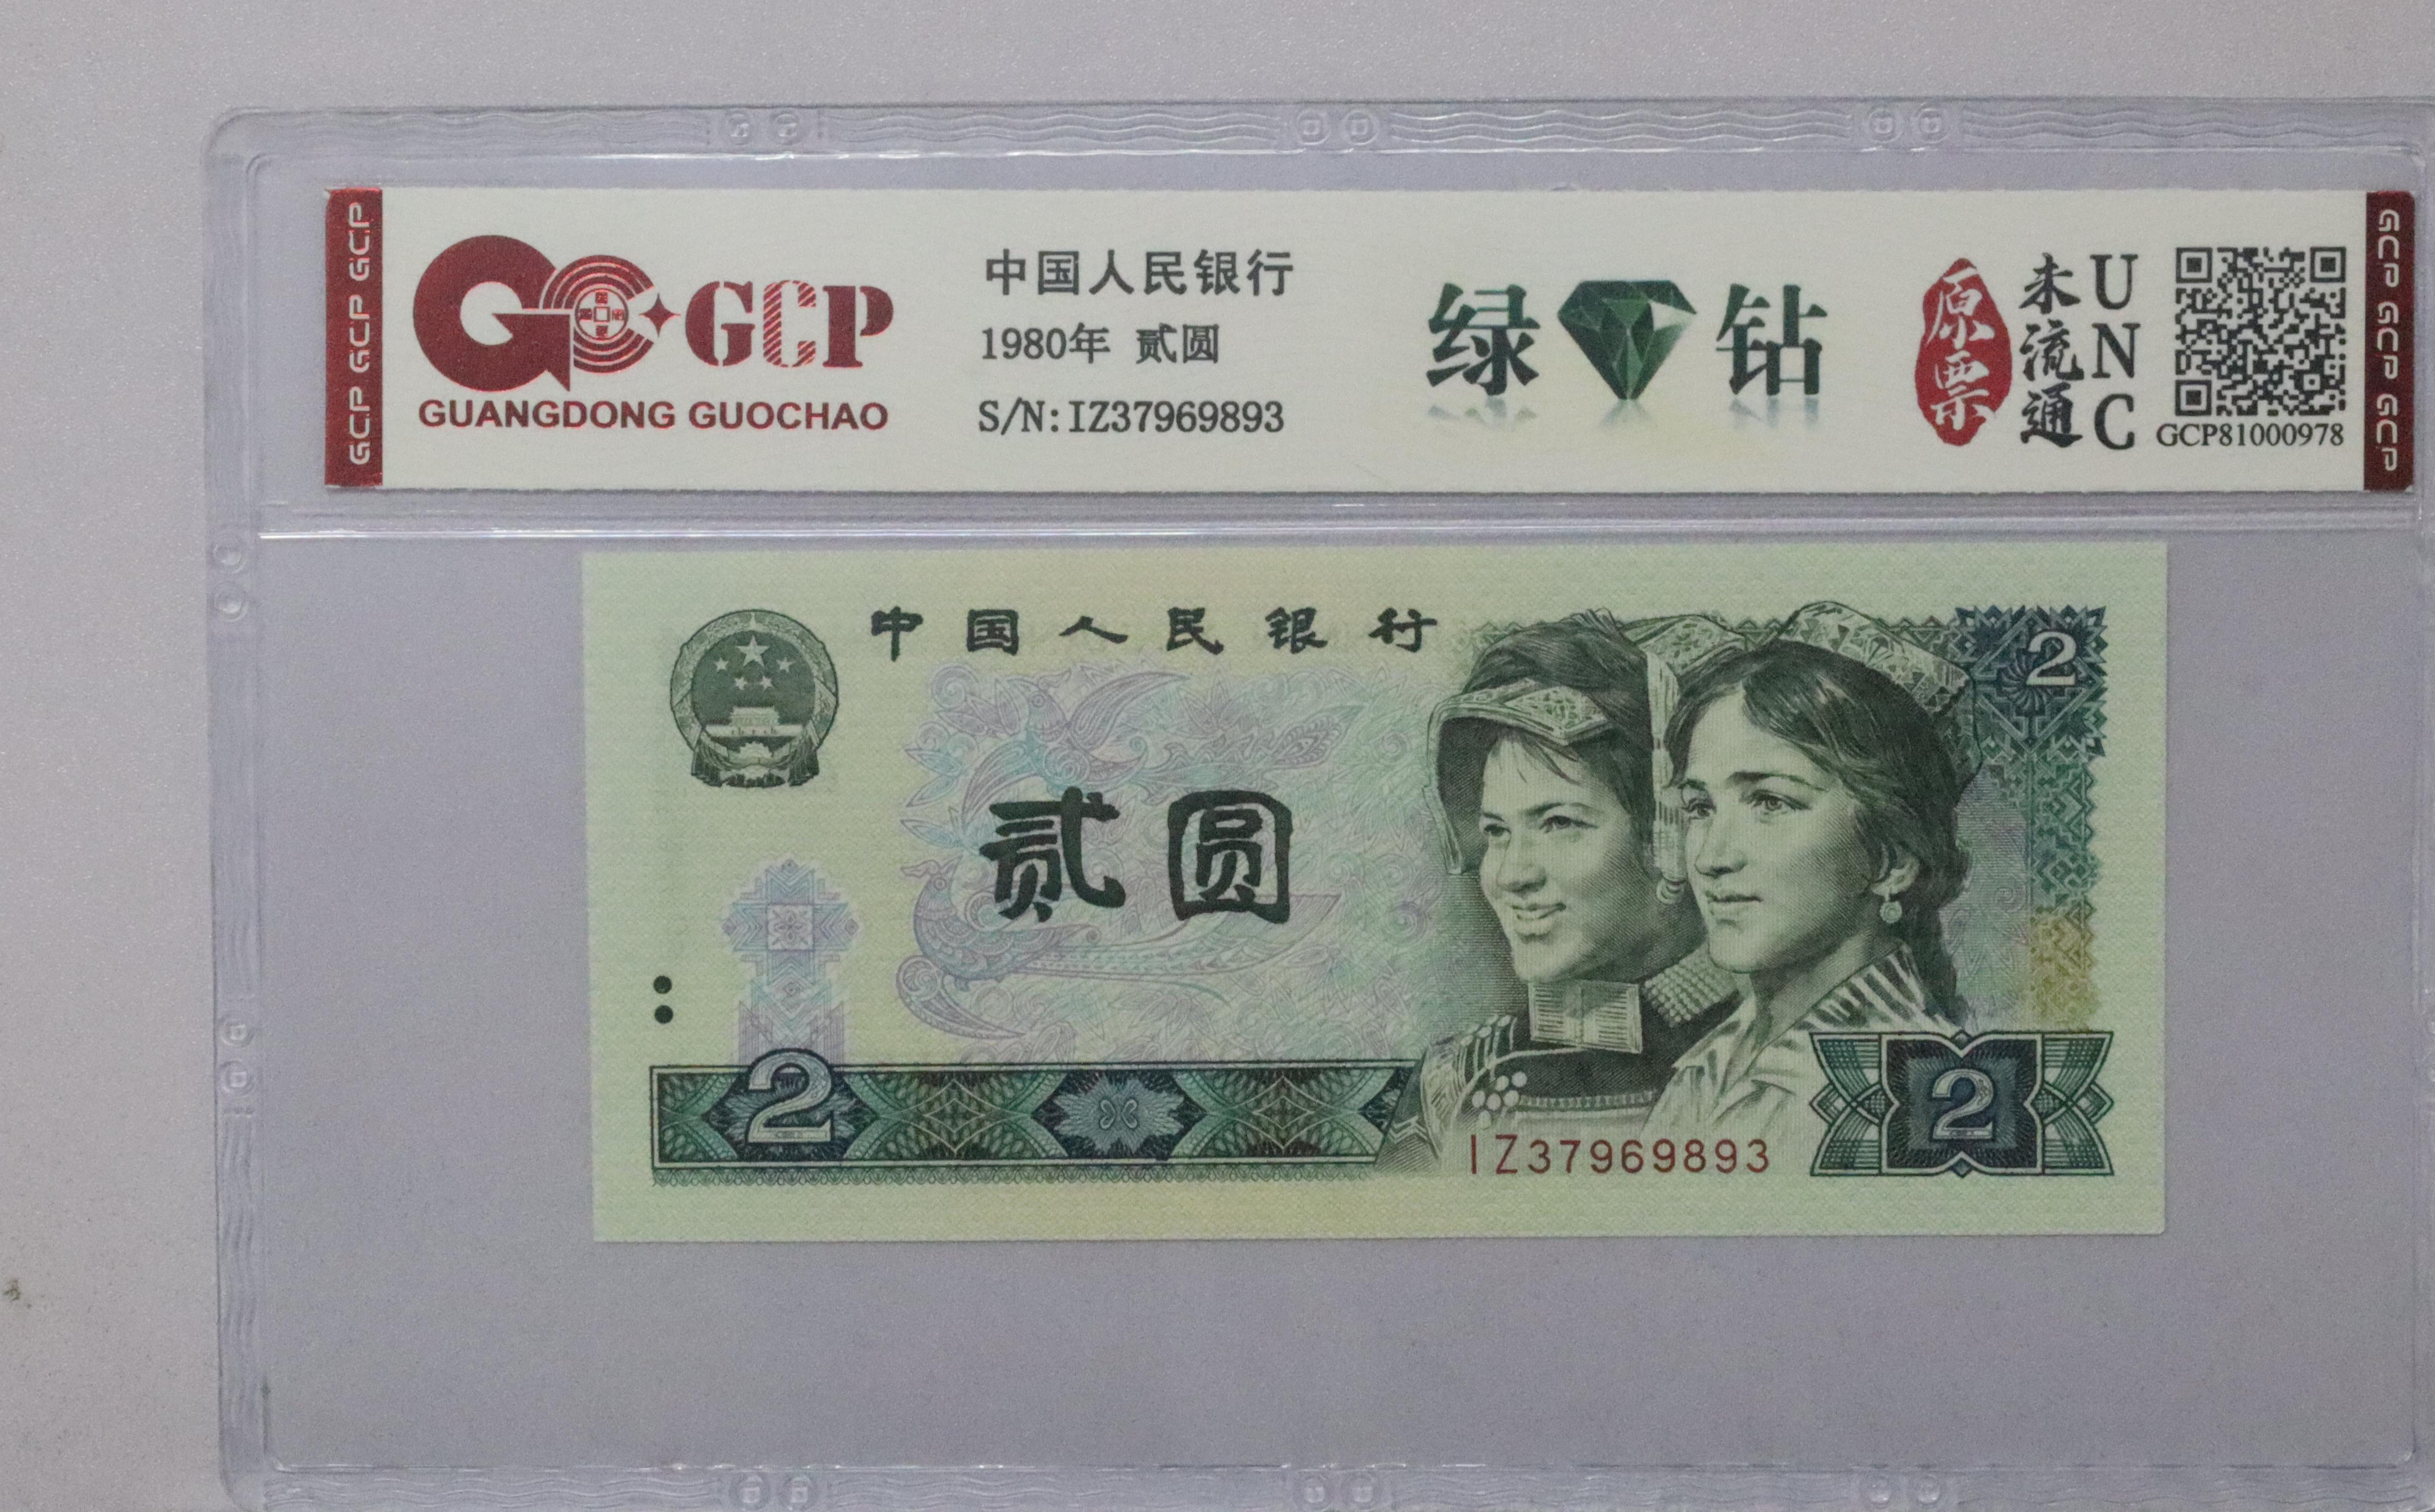 GCP GCP GCP
GCP
GUANGDONG GUOCHAO
中国人民银行
1980年 贰圆
S/N:IZ37969893
绿钻
原票
未流通
UNC
GCP81000978
GCP GCP GCP
中国人民银行
2
贰圆
2
IZ37969893
2